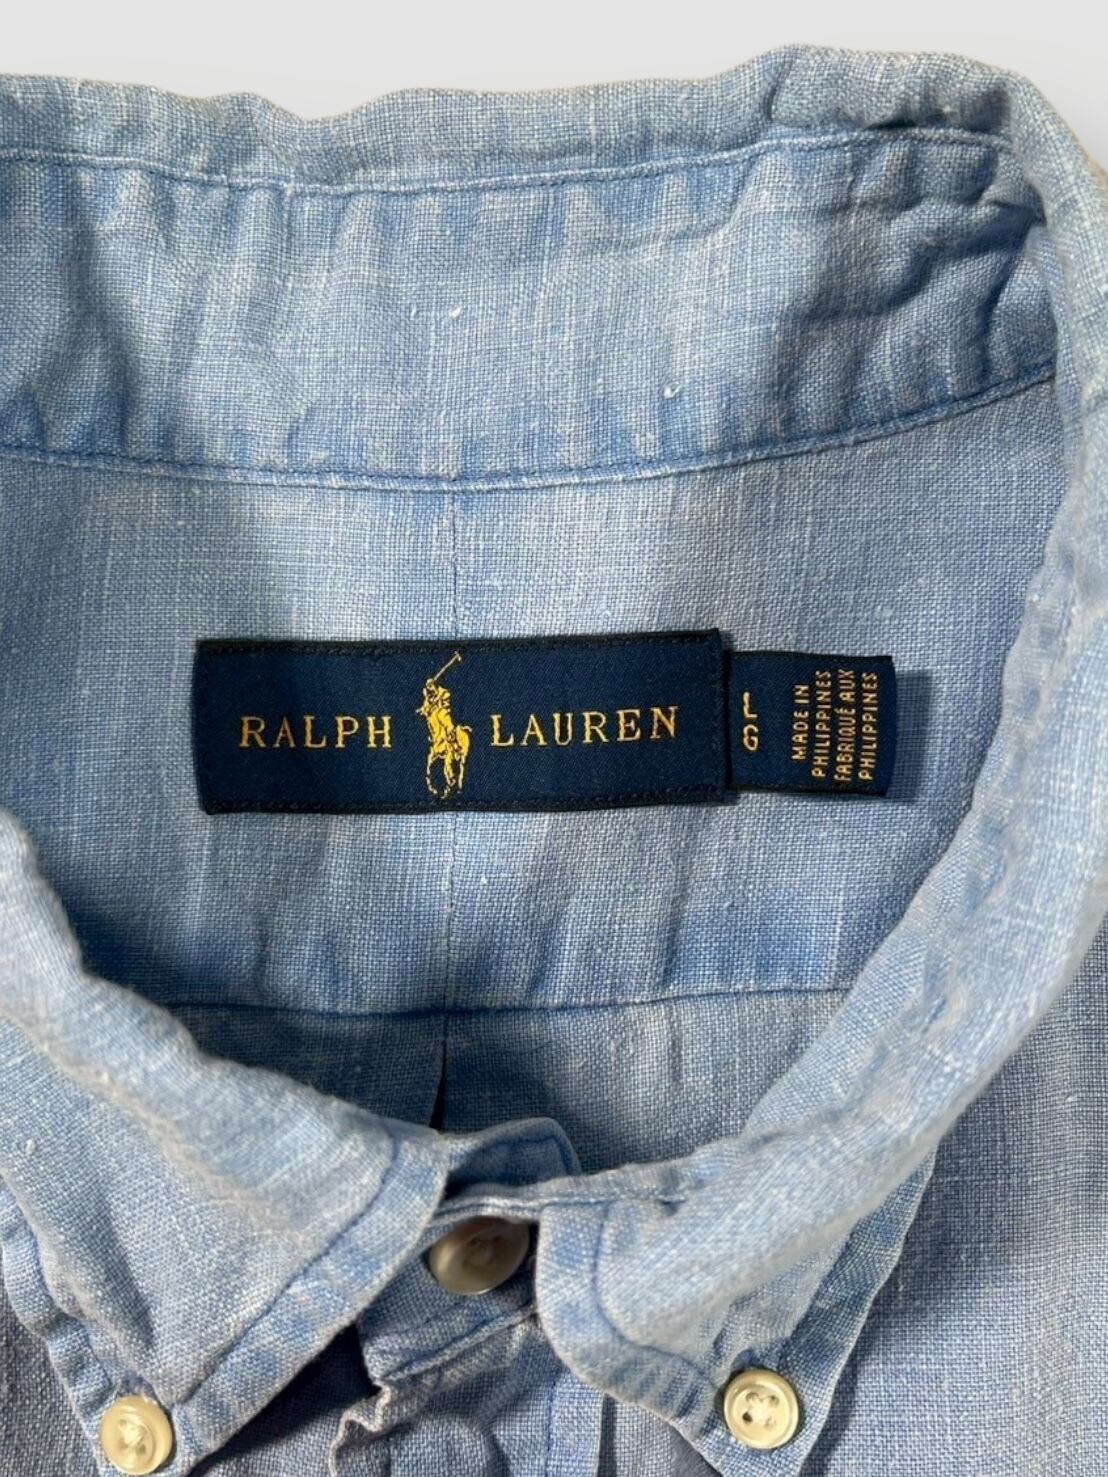 RALPH LAUREN
L
G
MADE IN
PHILIPPINES
FABRIQUÉ AUX
PHILIPPINES